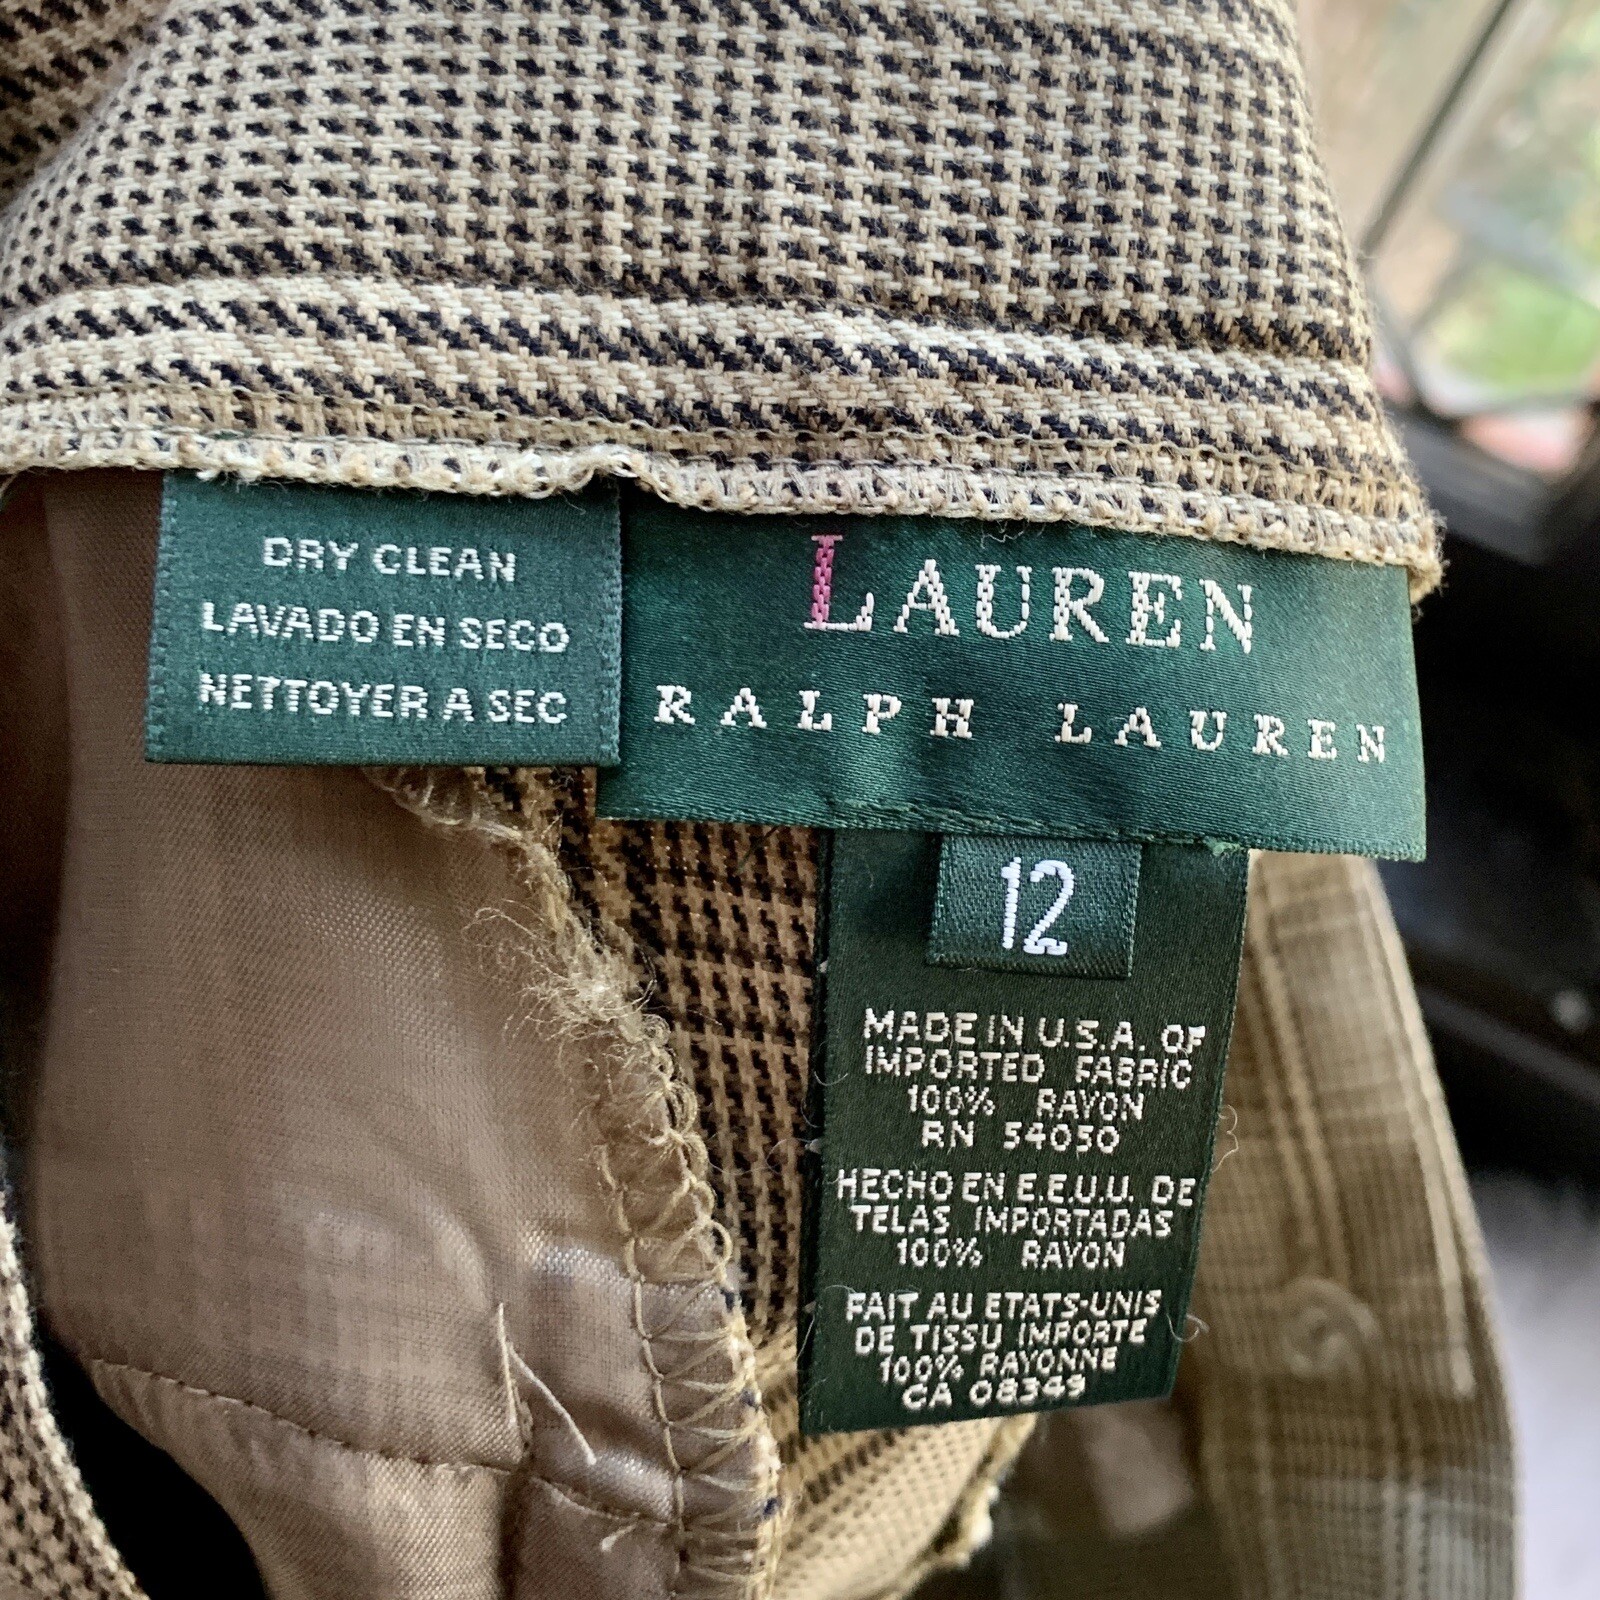 DRY CLEAN
LAVADO EN SECO
NETTOYER A SEC
LAUREN
RALPH LAUREN
12
MADE IN U.S.A. OF
IMPORTED FABRIC
100% RAYON
RN 54050
HECHO EN E.E.U.U. DE
TELAS IMPORTADAS
100% RAYON
FAIT AU ETATS-UNIS
DE TISSU IMPORTE
100% RAYONNE
CA 08349